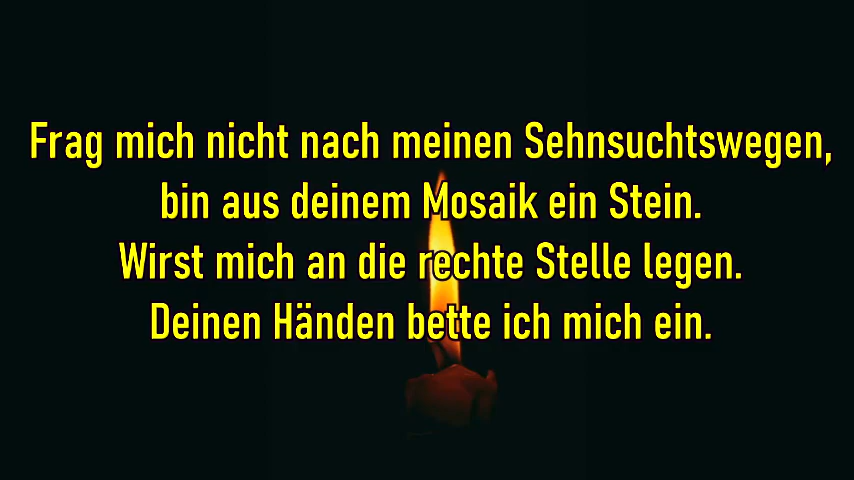 Frag mich nicht nach meinen Sehnsuchtswegen,
bin aus deinem Mosaik ein Stein.
Wirst mich an die rechte Stelle legen.
Deinen Händen bette ich mich ein.